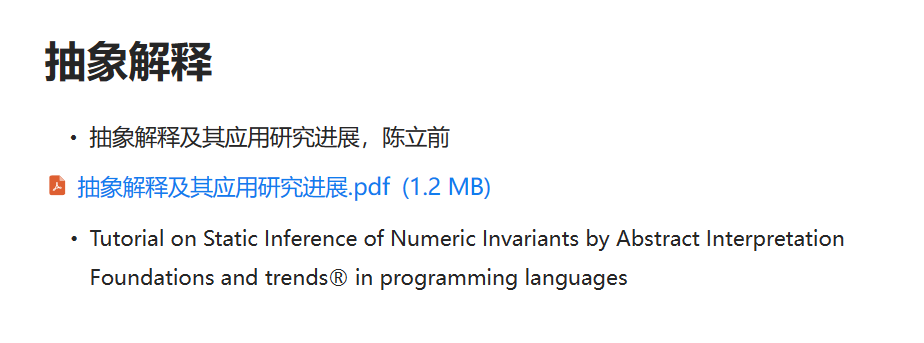 抽象解释
• 抽象解释及其应用研究进展，陈立前
抽象解释及其应用研究进展.pdf (1.2 MB)
• Tutorial on Static Inference of Numeric Invariants by Abstract Interpretation
Foundations and trends® in programming languages